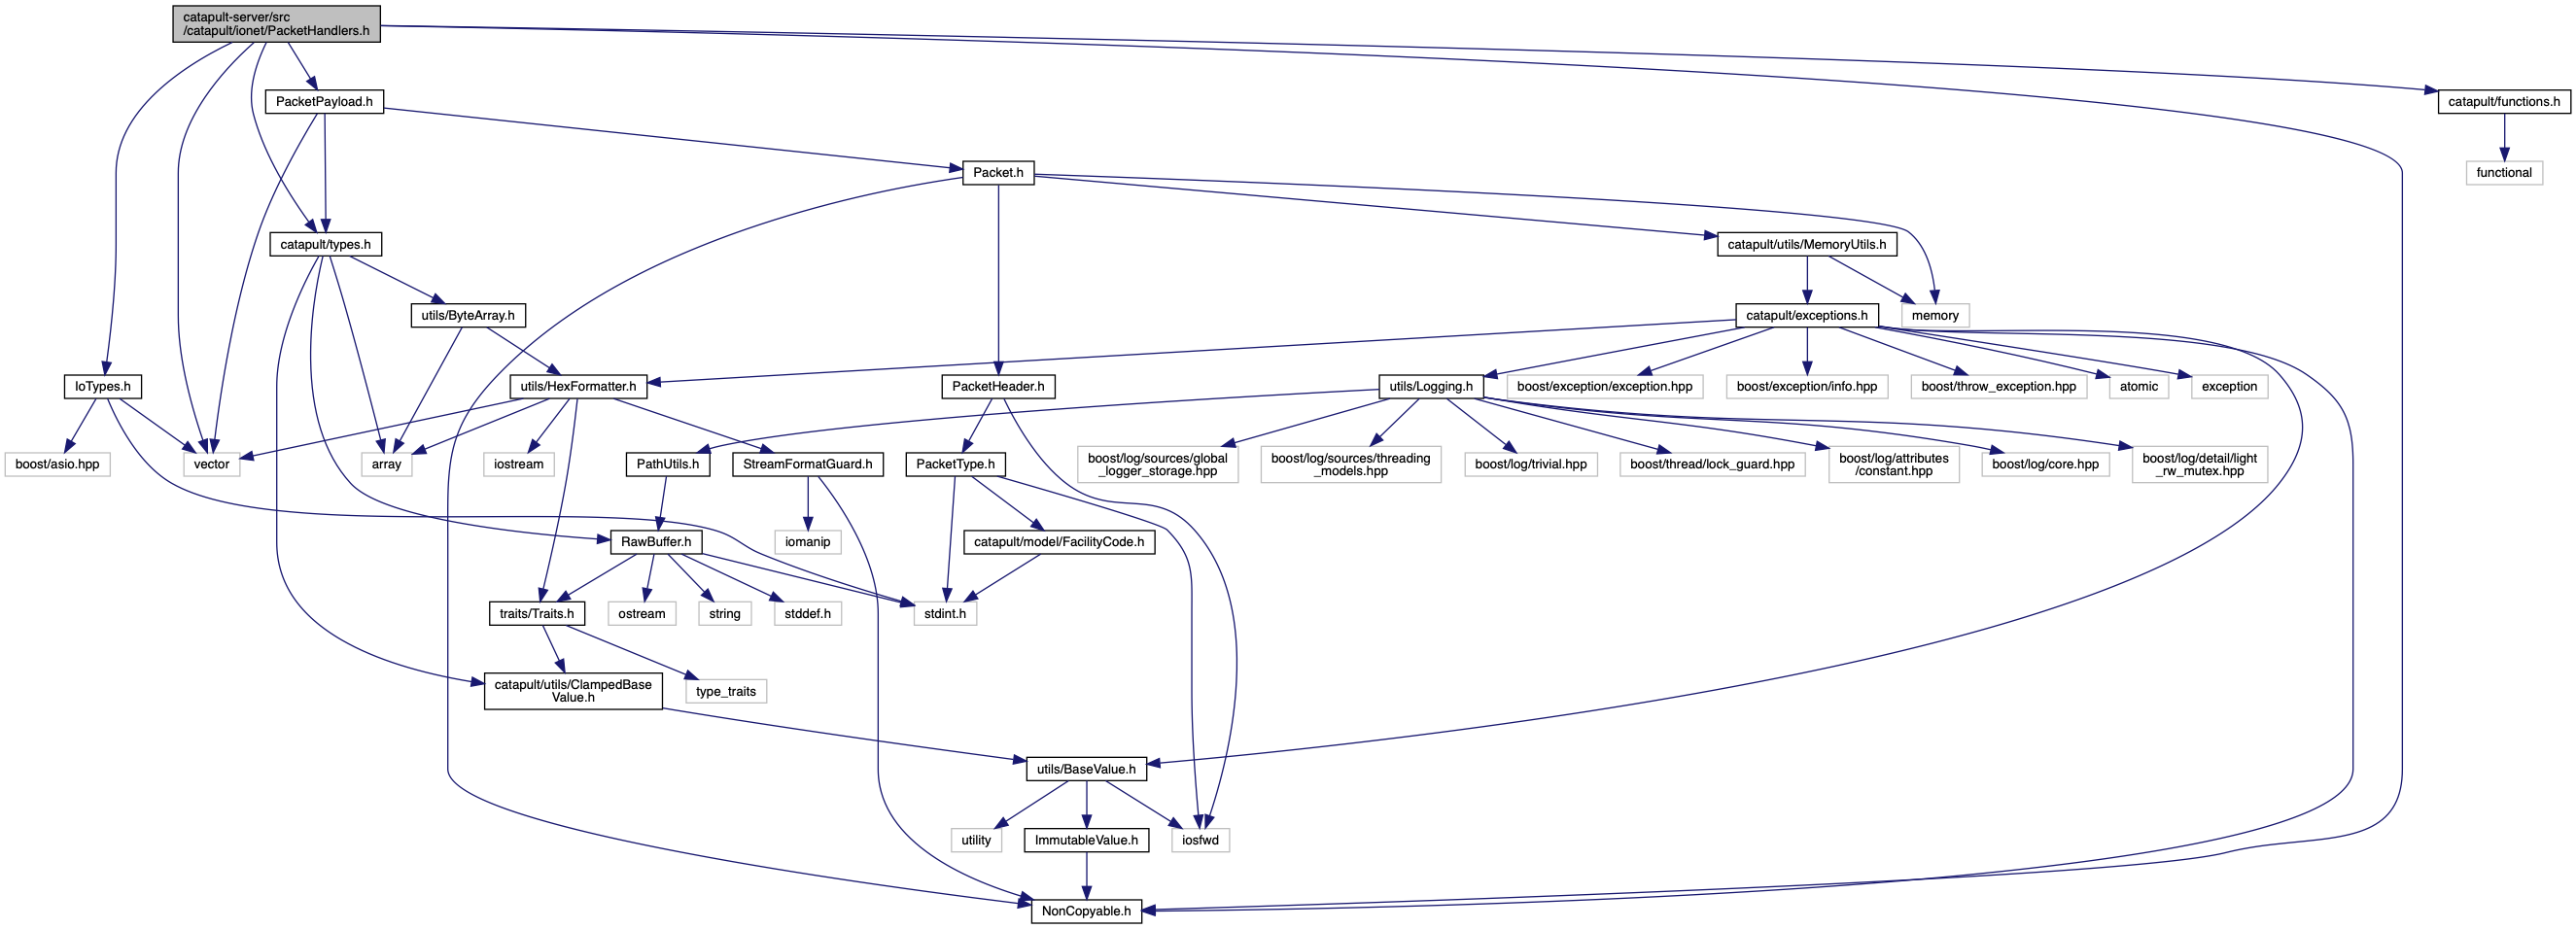 catapult-server/src
/catapult/ionet/PacketHandlers.h
PacketPayload.h
catapult/functions.h
Packet.h
functional
catapult/types.h
catapult/utils/MemoryUtils.h
utils/ByteArray.h
catapult/exceptions.h
memory
IoTypes.h
utils/HexFormatter.h
PacketHeader.h
utils/Logging.h
boost/exception/exception.hpp
boost/exception/info.hpp
boost/throw_exception.hpp
atomic
exception
boost/asio.hpp
vector
array
iostream
PathUtils.h
StreamFormatGuard.h
PacketType.h
boost/log/sources/global
_logger_storage.hpp
boost/log/sources/threading
_models.hpp
boost/log/trivial.hpp
boost/thread/lock_guard.hpp
boost/log/attributes
/constant.hpp
boost/log/core.hpp
boost/log/detail/light
_rw_mutex.hpp
RawBuffer.h
iomanip
catapult/model/FacilityCode.h
traits/Traits.h
ostream
string
stddef.h
stdint.h
catapult/utils/ClampedBase
Value.h
type_traits
utils/BaseValue.h
utility
ImmutableValue.h
iosfwd
NonCopyable.h